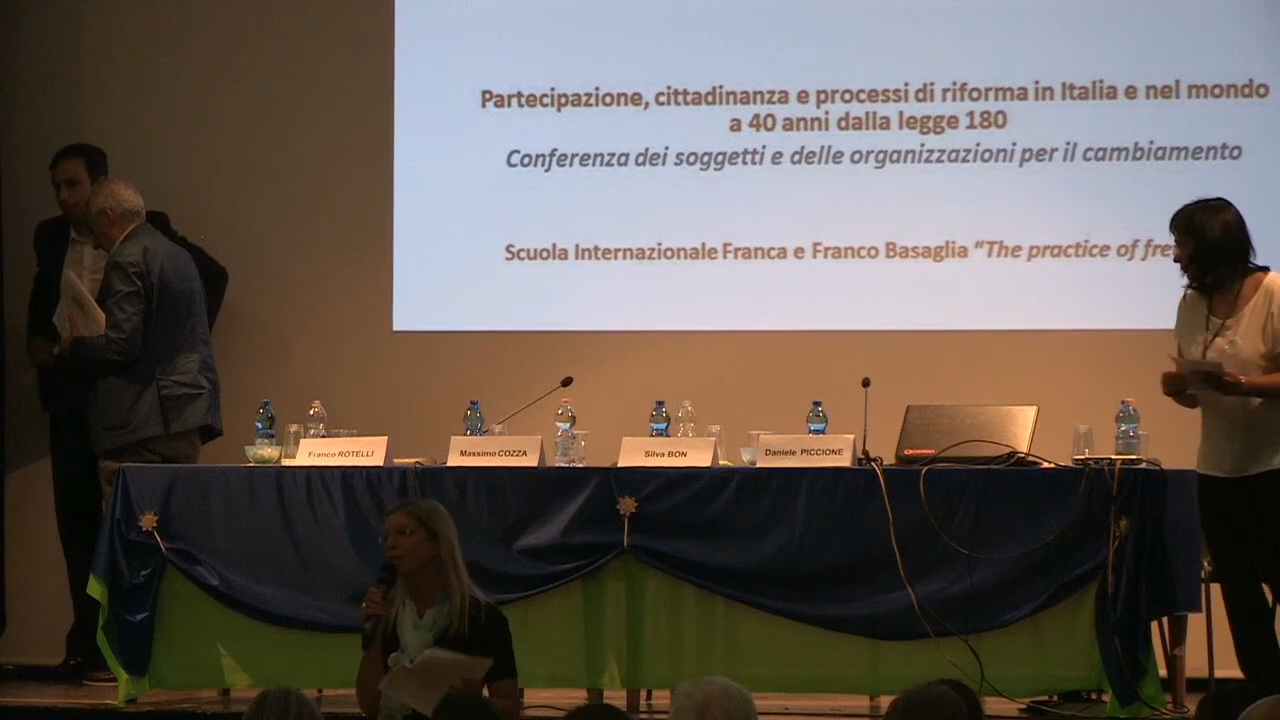 Partecipazione, cittadinanza e processi di riforma in Italia e nel mondo
a 40 anni dalla legge 180
Conferenza dei soggetti e delle organizzazioni per il cambiamento
Scuola Internazionale Franca e Franco Basaglia “The practice of fre
Franco ROTELLI
Massimo COZZA
Silva BON
Daniele PICCIONE